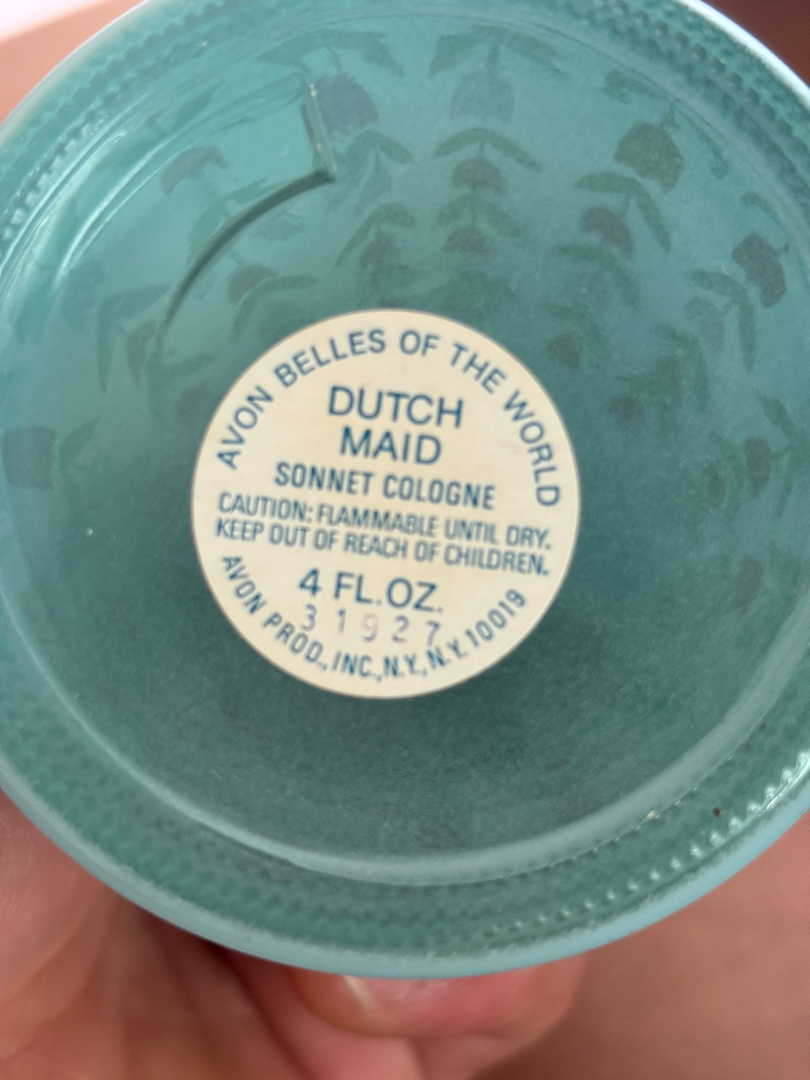 AVON BELLES OF THE WORLD
DUTCH
MAID
SONNET COLOGNE
CAUTION: FLAMMABLE UNTIL DRY.
KEEP OUT OF REACH OF CHILDREN.
4 FL.OZ.
31927
AVON PROD., INC., N.Y., N.Y. 10019